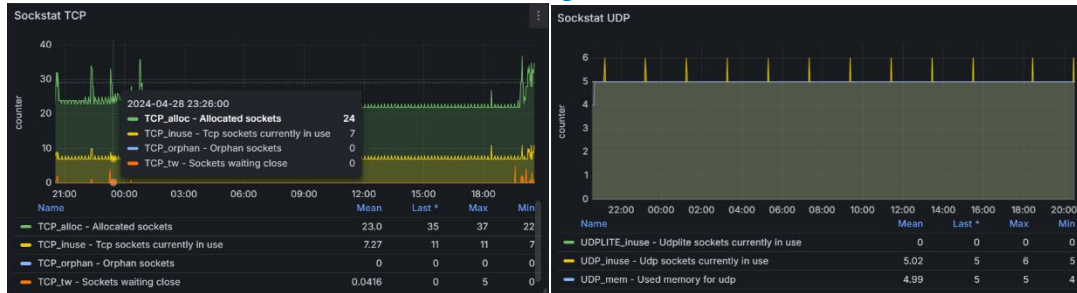 Sockstat TCP
40
30
20
10
0
counter
2024-04-28 23:26:00
TCP_alloc - Allocated sockets 24
TCP_inuse - Tcp sockets currently in use 7
TCP_orphan - Orphan sockets 0
TCP_tw - Sockets waiting close 0
21:00 00:00 03:00 06:00 09:00 12:00 15:00 18:00
Name Mean Last * Max Min
TCP_alloc - Allocated sockets 23.0 35 37 22
TCP_inuse - Tcp sockets currently in use 7.27 11 11 7
TCP_orphan - Orphan sockets 0 0 0 0
TCP_tw - Sockets waiting close 0.0416 0 5 0
Sockstat UDP
6
5
4
3
2
1
0
counter
22:00 00:00 02:00 04:00 06:00 08:00 10:00 12:00 14:00 16:00 18:00 20:00
Name Mean Last * Max Min
UDPLITE_inuse - Udplite sockets currently in use 0 0 0 0
UDP_inuse - Udp sockets currently in use 5.02 5 6 5
UDP_mem - Used memory for udp 4.99 5 5 4